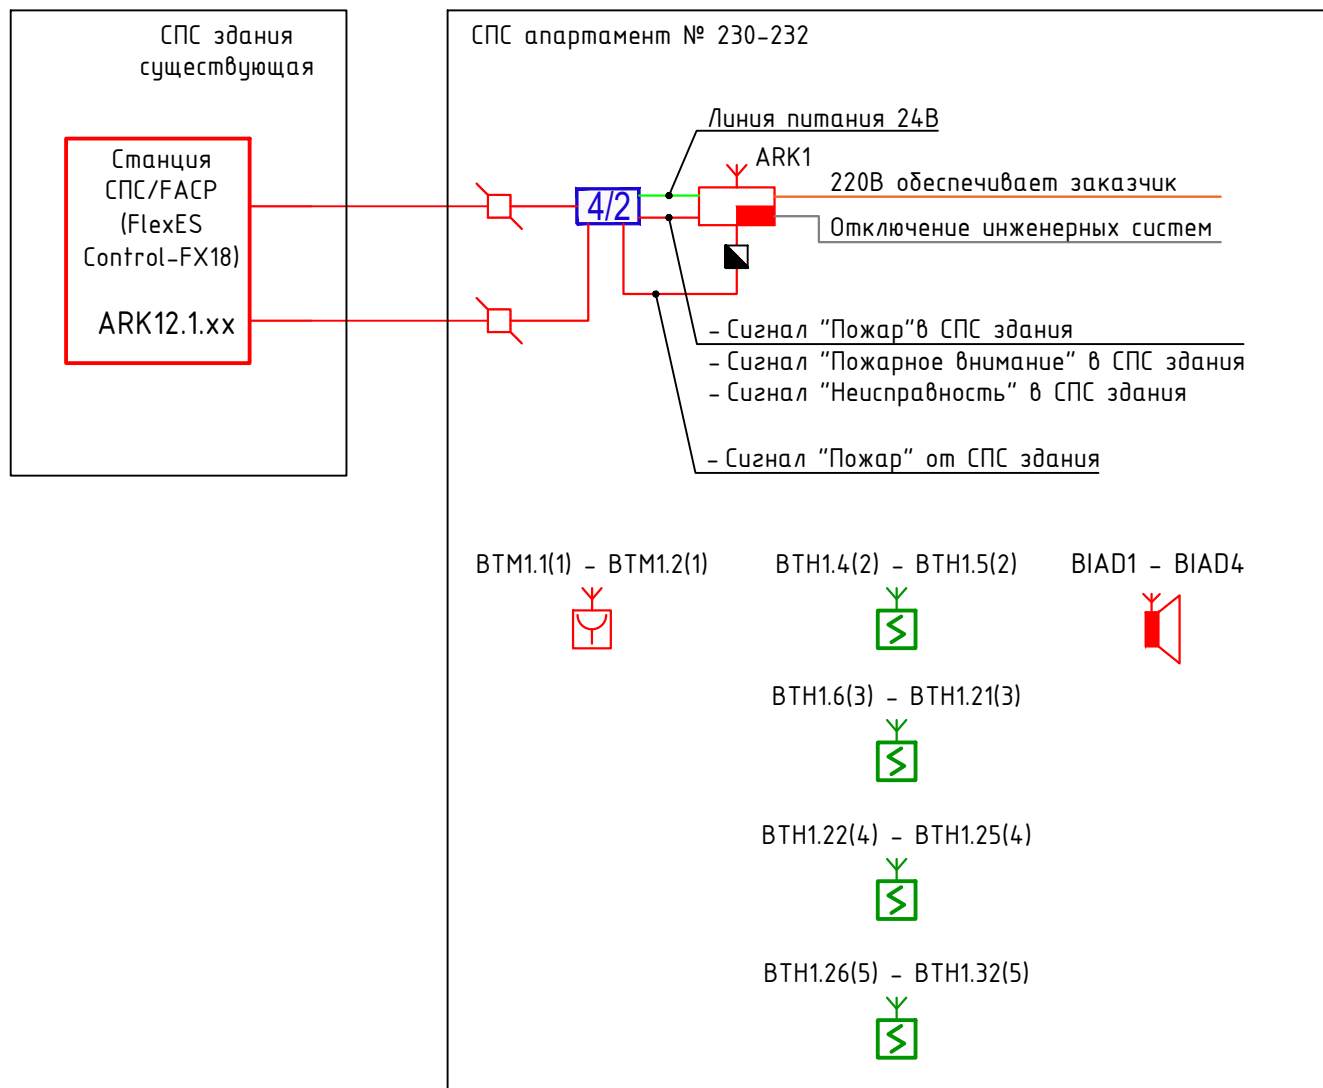 СПС здания
существующая
Станция
СПС/FACP
(FlexES
Control-FX18)
ARK12.1.xx
СПС апартамент № 230-232
Линия питания 24В
ARK1
4/2
220В обеспечивает заказчик
Отключение инженерных систем
- Сигнал "Пожар"в СПС здания
- Сигнал "Пожарное внимание" в СПС здания
- Сигнал "Неисправность" в СПС здания
- Сигнал "Пожар" от СПС здания
BTM1.1(1) - BTM1.2(1)
BTH1.4(2) - BTH1.5(2)
BIAD1 - BIAD4
BTH1.6(3) - BTH1.21(3)
BTH1.22(4) - BTH1.25(4)
BTH1.26(5) - BTH1.32(5)